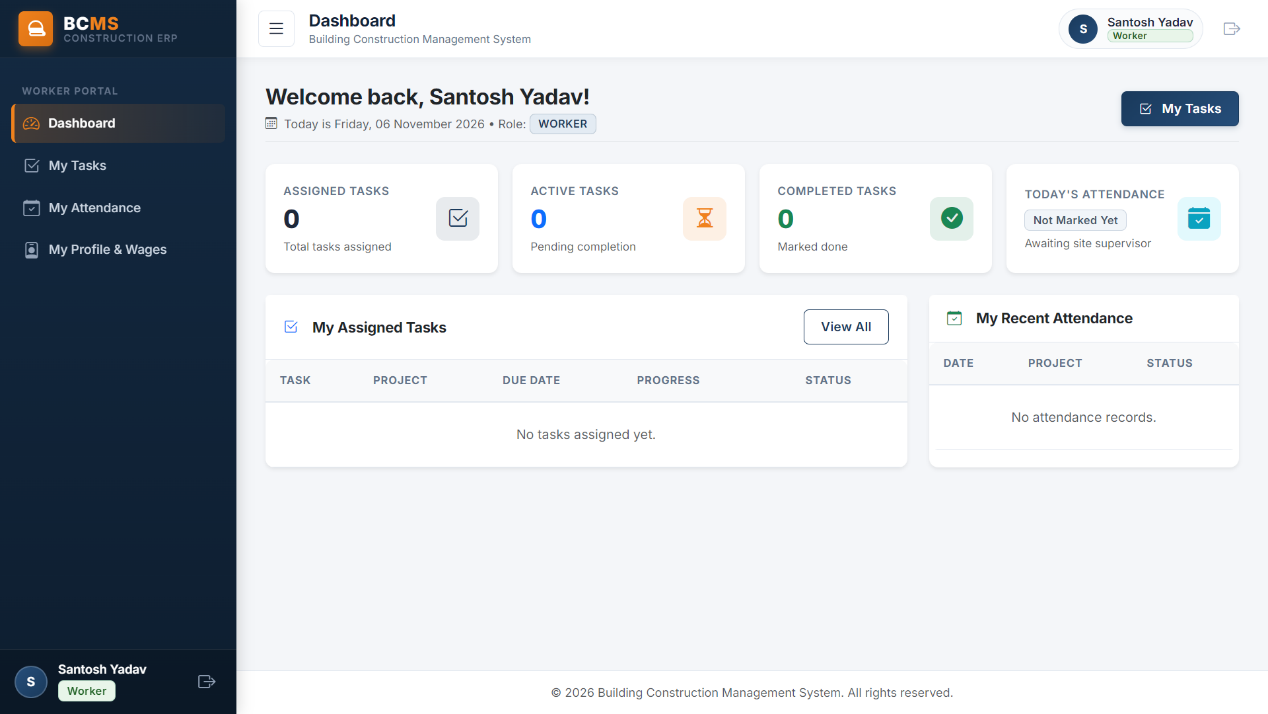 BCMS
CONSTRUCTION ERP
WORKER PORTAL
Dashboard
My Tasks
My Attendance
My Profile & Wages
S
Santosh Yadav
Worker
Dashboard
Building Construction Management System
S
Santosh Yadav
Worker
Welcome back, Santosh Yadav!
Today is Friday, 06 November 2026 • Role: WORKER
My Tasks
ASSIGNED TASKS
0
Total tasks assigned
ACTIVE TASKS
0
Pending completion
COMPLETED TASKS
0
Marked done
TODAY'S ATTENDANCE
Not Marked Yet
Awaiting site supervisor
My Assigned Tasks
View All
TASK PROJECT DUE DATE PROGRESS STATUS
No tasks assigned yet.
My Recent Attendance
DATE PROJECT STATUS
No attendance records.
© 2026 Building Construction Management System. All rights reserved.